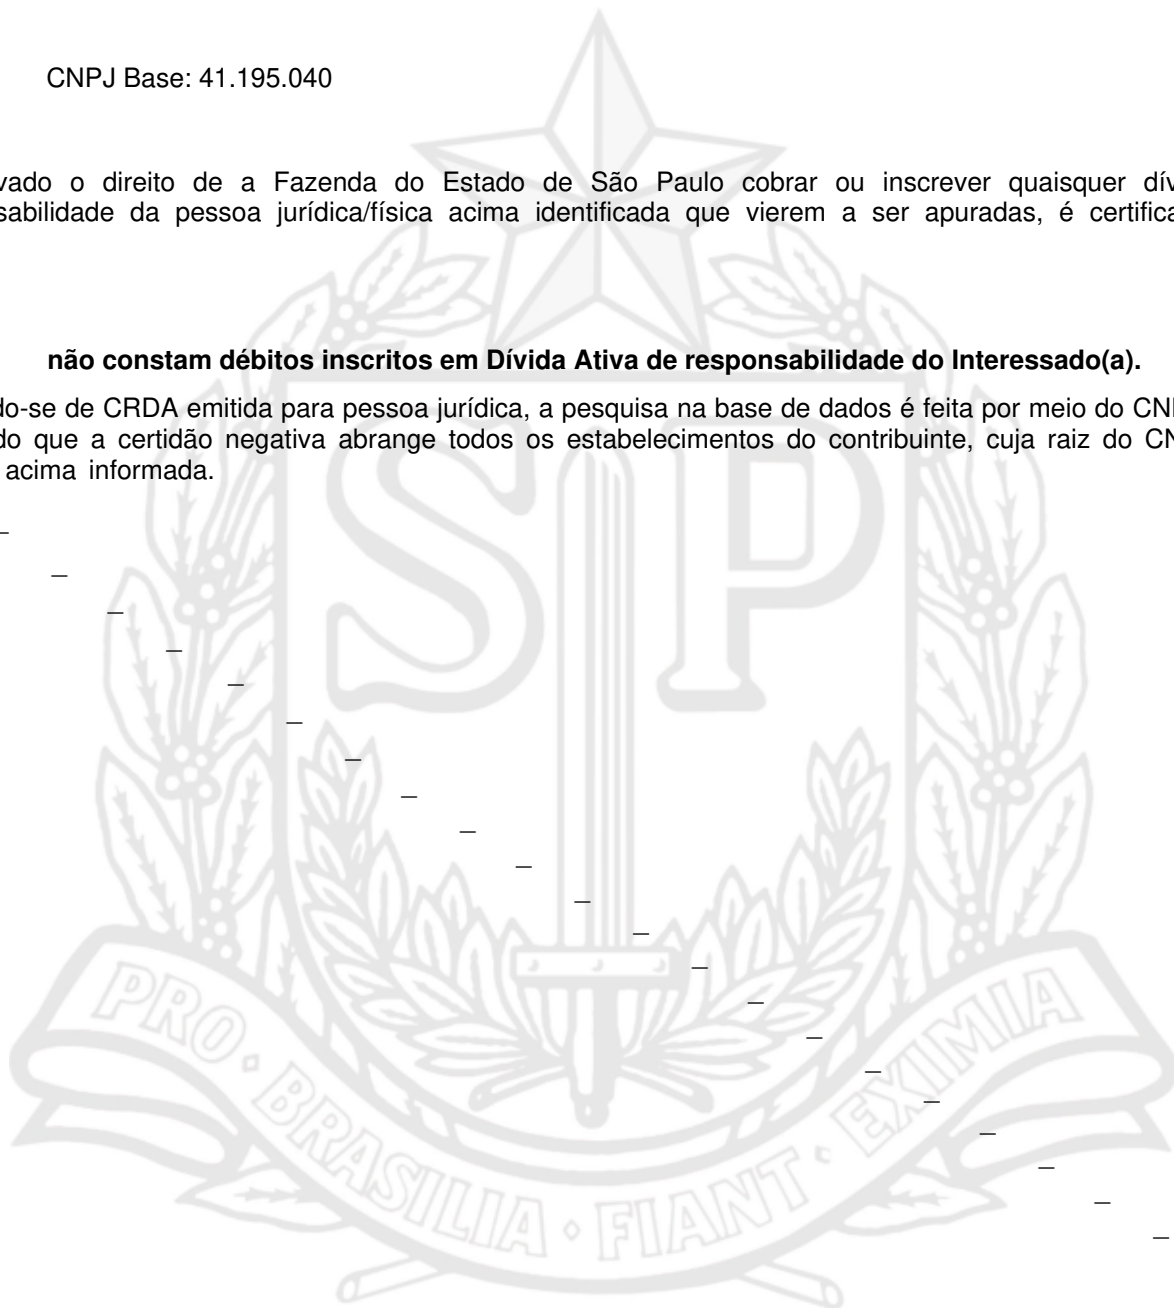 CNPJ Base: 41.195.040
vado o direito de a Fazenda do Estado de São Paulo cobrar ou inscrever quaisquer dív
sabilidade da pessoa jurídica/física acima identificada que vierem a ser apuradas, é certifica
não constam débitos inscritos em Dívida Ativa de responsabilidade do Interessado(a).
do-se de CRDA emitida para pessoa jurídica, a pesquisa na base de dados é feita por meio do CN
do que a certidão negativa abrange todos os estabelecimentos do contribuinte, cuja raiz do CN
acima informada.
SP
PRO • BRASILIA • FIANT • EXIMIA